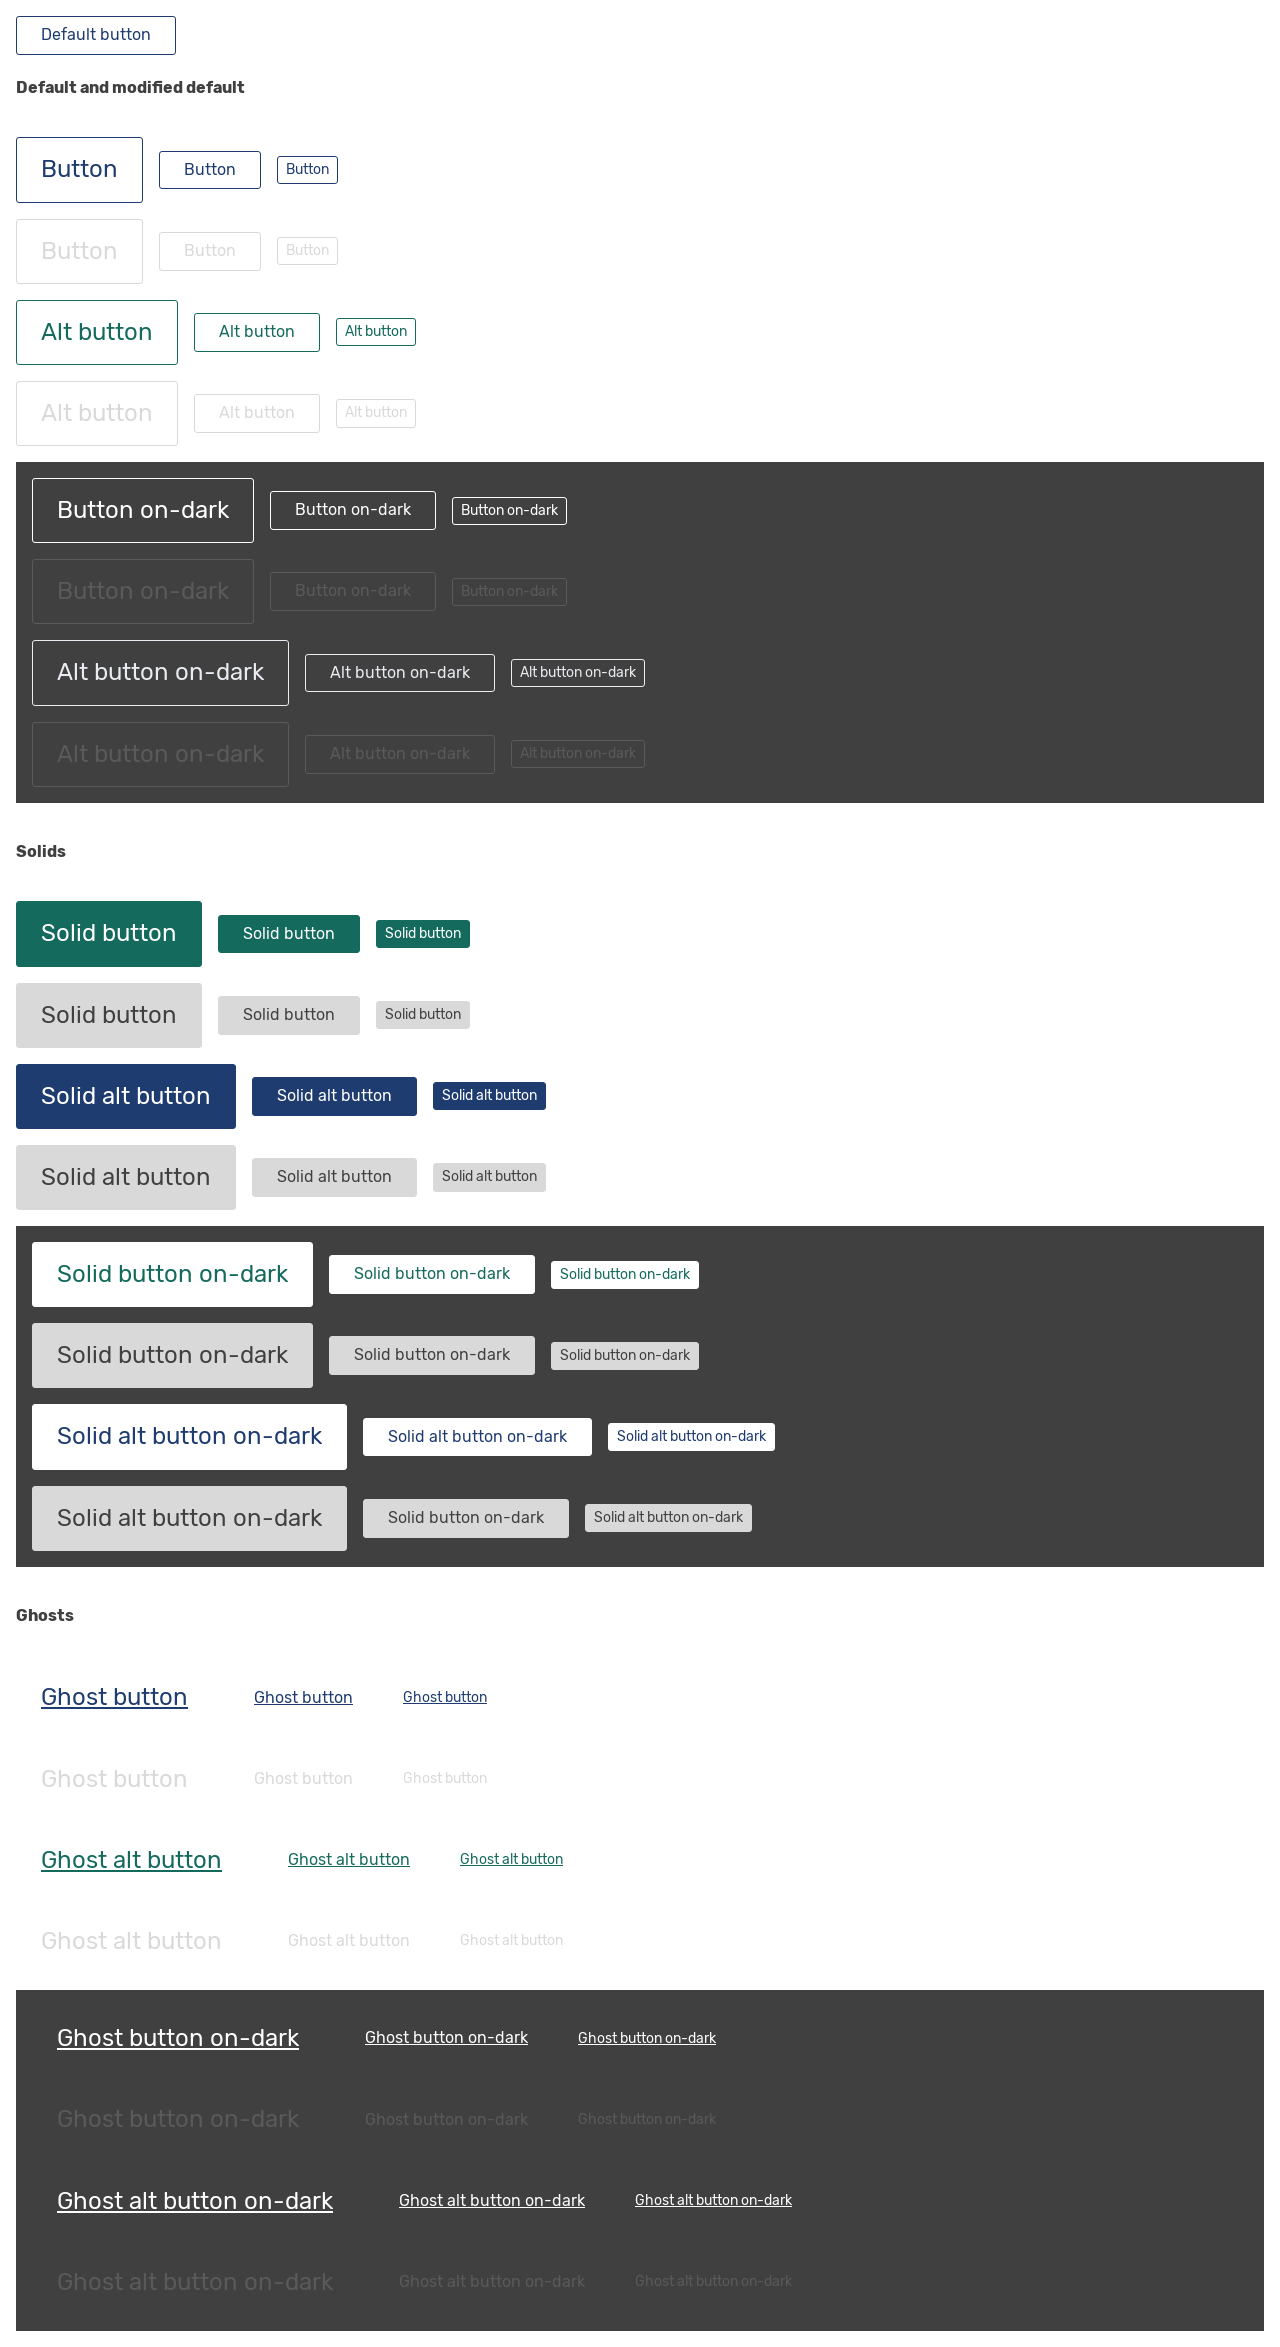 Default button
Default and modified default
Button Button Button
Button Button Button
Alt button Alt button Alt button
Alt button Alt button Alt button
Button on-dark Button on-dark Button on-dark
Button on-dark Button on-dark Button on-dark
Alt button on-dark Alt button on-dark Alt button on-dark
Alt button on-dark Alt button on-dark Alt button on-dark
Solids
Solid button Solid button Solid button
Solid button Solid button Solid button
Solid alt button Solid alt button Solid alt button
Solid alt button Solid alt button Solid alt button
Solid button on-dark Solid button on-dark Solid button on-dark
Solid button on-dark Solid button on-dark Solid button on-dark
Solid alt button on-dark Solid alt button on-dark Solid alt button on-dark
Solid alt button on-dark Solid button on-dark Solid alt button on-dark
Ghosts
Ghost button Ghost button Ghost button
Ghost button Ghost button Ghost button
Ghost alt button Ghost alt button Ghost alt button
Ghost alt button Ghost alt button Ghost alt button
Ghost button on-dark Ghost button on-dark Ghost button on-dark
Ghost button on-dark Ghost button on-dark Ghost button on-dark
Ghost alt button on-dark Ghost alt button on-dark Ghost alt button on-dark
Ghost alt button on-dark Ghost alt button on-dark Ghost alt button on-dark